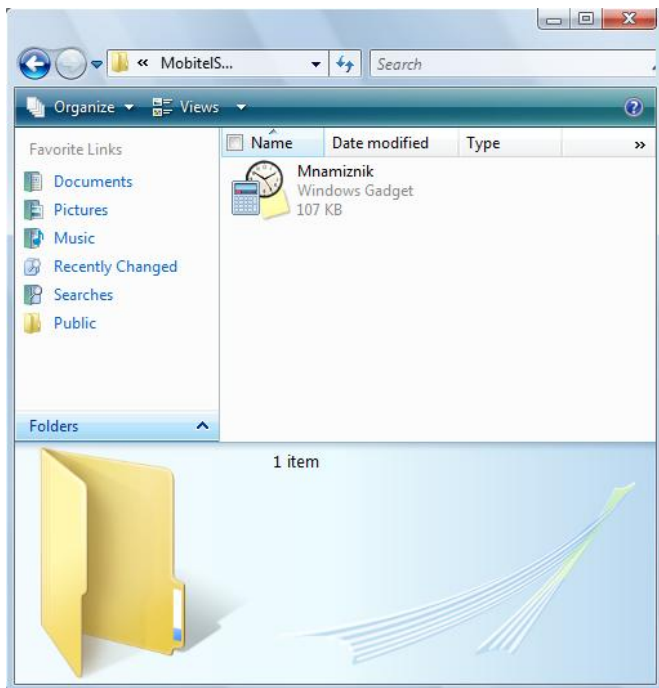 « MobitelS...
Search
Organize
Views
Favorite Links
Documents
Pictures
Music
Recently Changed
Searches
Public
Folders
Name
Date modified
Type
»
Mnamiznik
Windows Gadget
107 KB
1 item